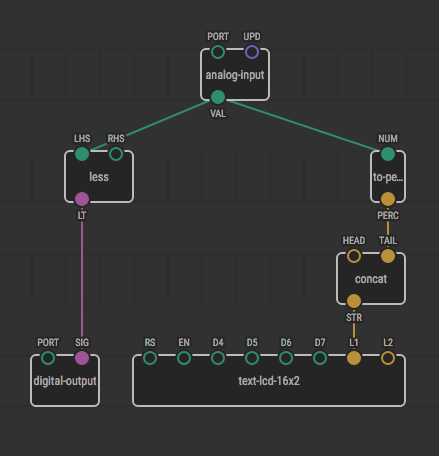 PORT UPD
analog-input
VAL
LHS RHS NUM
less to-pe...
LT PERC
HEAD TAIL
concat
STR
PORT SIG RS EN D4 D5 D6 D7 L1 L2
digital-output text-lcd-16x2